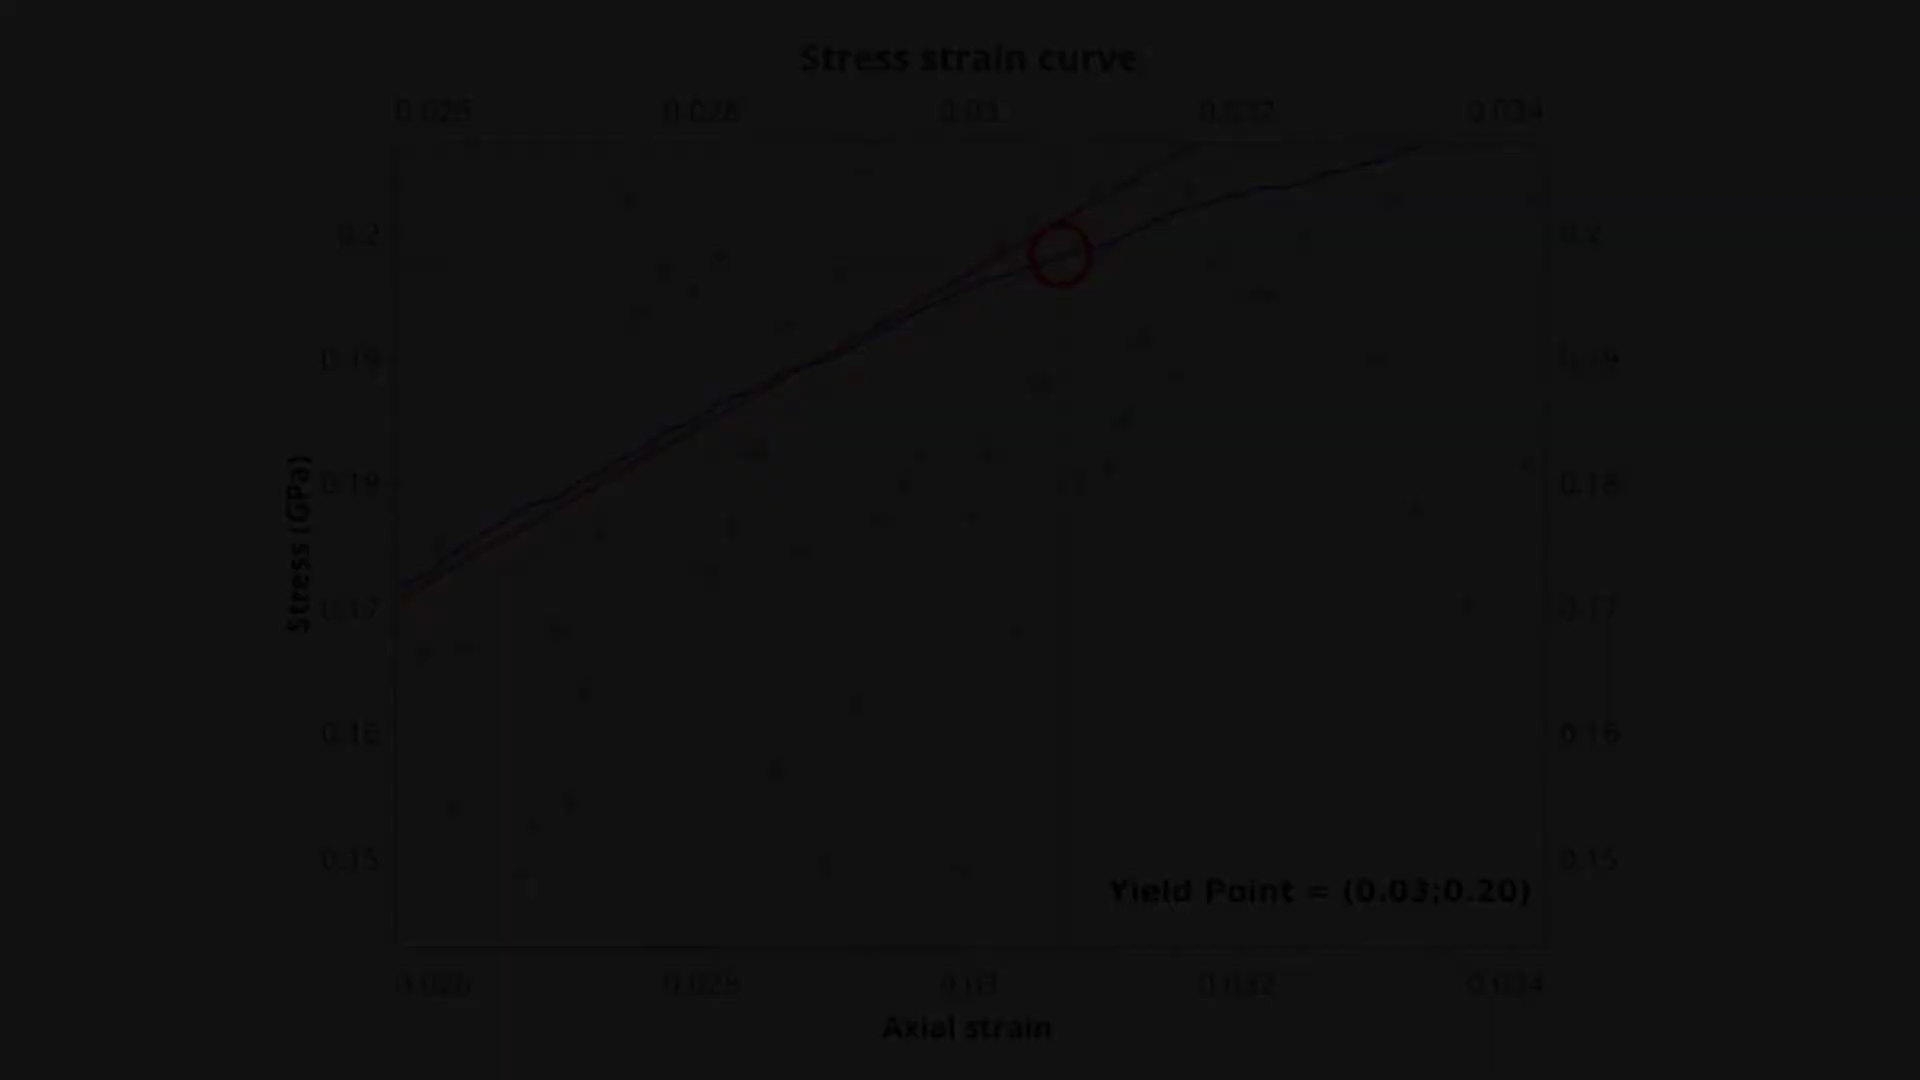 Stress strain curve
0.026 0.028 0.03 0.032 0.034
0.2 0.2
0.19 0.19
0.18 0.18
Stress (GPa)
0.17 0.17
0.16 0.16
0.15 0.15
Yield Point = (0.03;0.20)
0.026 0.028 0.03 0.032 0.034
Axial strain